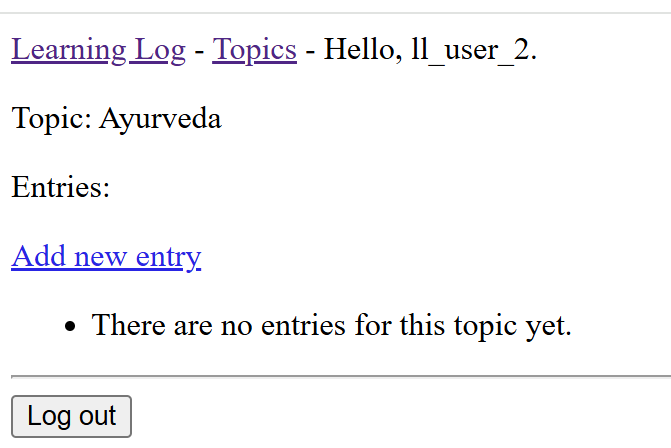 Learning Log - Topics - Hello, ll_user_2.
Topic: Ayurveda
Entries:
Add new entry
• There are no entries for this topic yet.
Log out